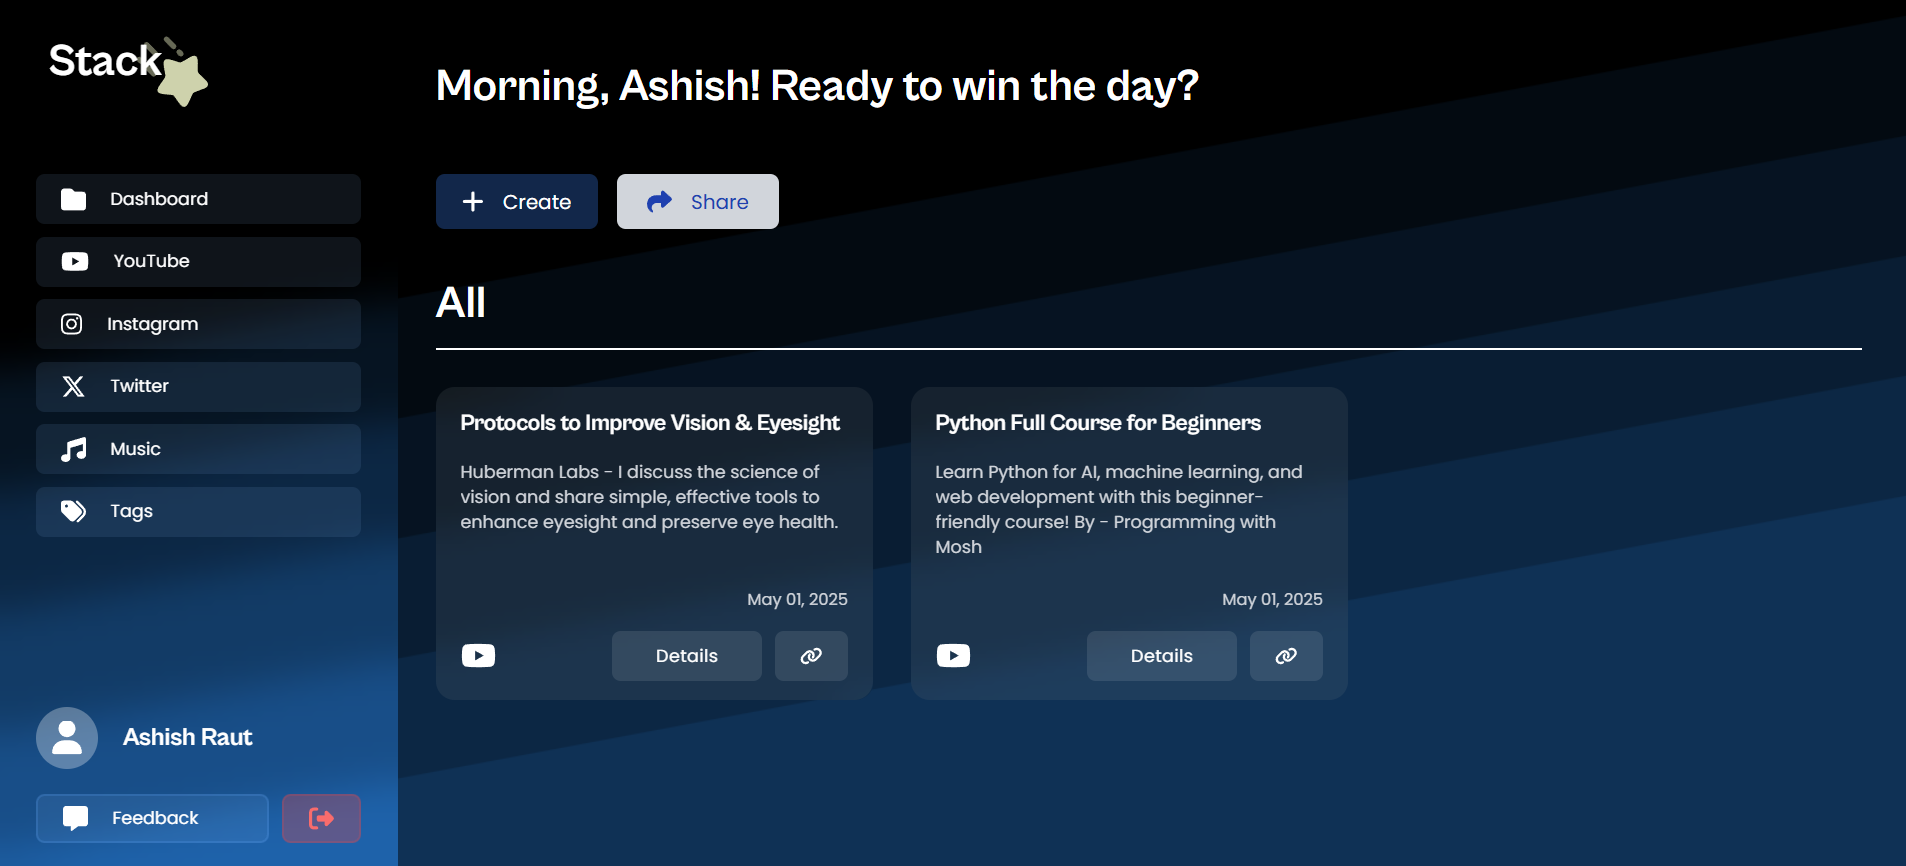 Stack
Dashboard
YouTube
Instagram
Twitter
Music
Tags
Ashish Raut
Feedback
Morning, Ashish! Ready to win the day?
Create
Share
All
Protocols to Improve Vision & Eyesight
Huberman Labs - I discuss the science of
vision and share simple, effective tools to
enhance eyesight and preserve eye health.
May 01, 2025
Details
Python Full Course for Beginners
Learn Python for AI, machine learning, and
web development with this beginner-
friendly course! By - Programming with
Mosh
May 01, 2025
Details